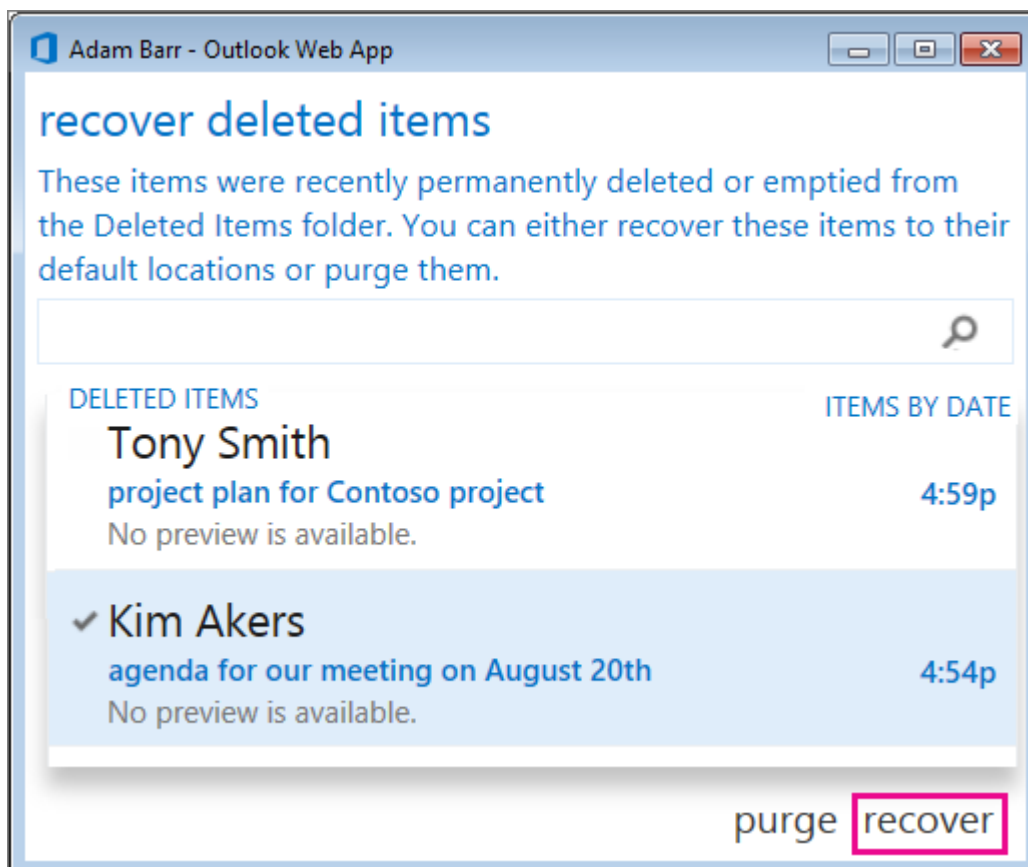 Adam Barr - Outlook Web App
recover deleted items
These items were recently permanently deleted or emptied from
the Deleted Items folder. You can either recover these items to their
default locations or purge them.
DELETED ITEMS
ITEMS BY DATE
Tony Smith
project plan for Contoso project 4:59p
No preview is available.
Kim Akers
agenda for our meeting on August 20th 4:54p
No preview is available.
purge recover